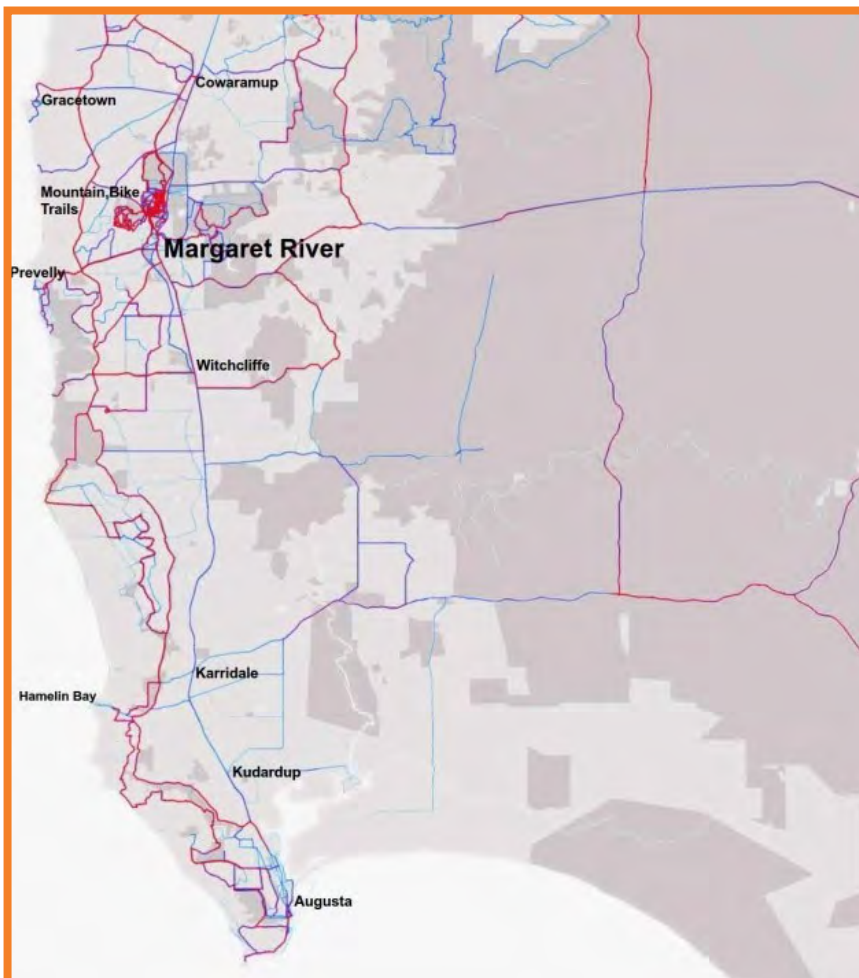 Cowaramup
Gracetown
Mountain,Bike
Trails
Margaret River
Prevelly
Witchcliffe
Karridale
Hamelin Bay
Kudardup
Augusta